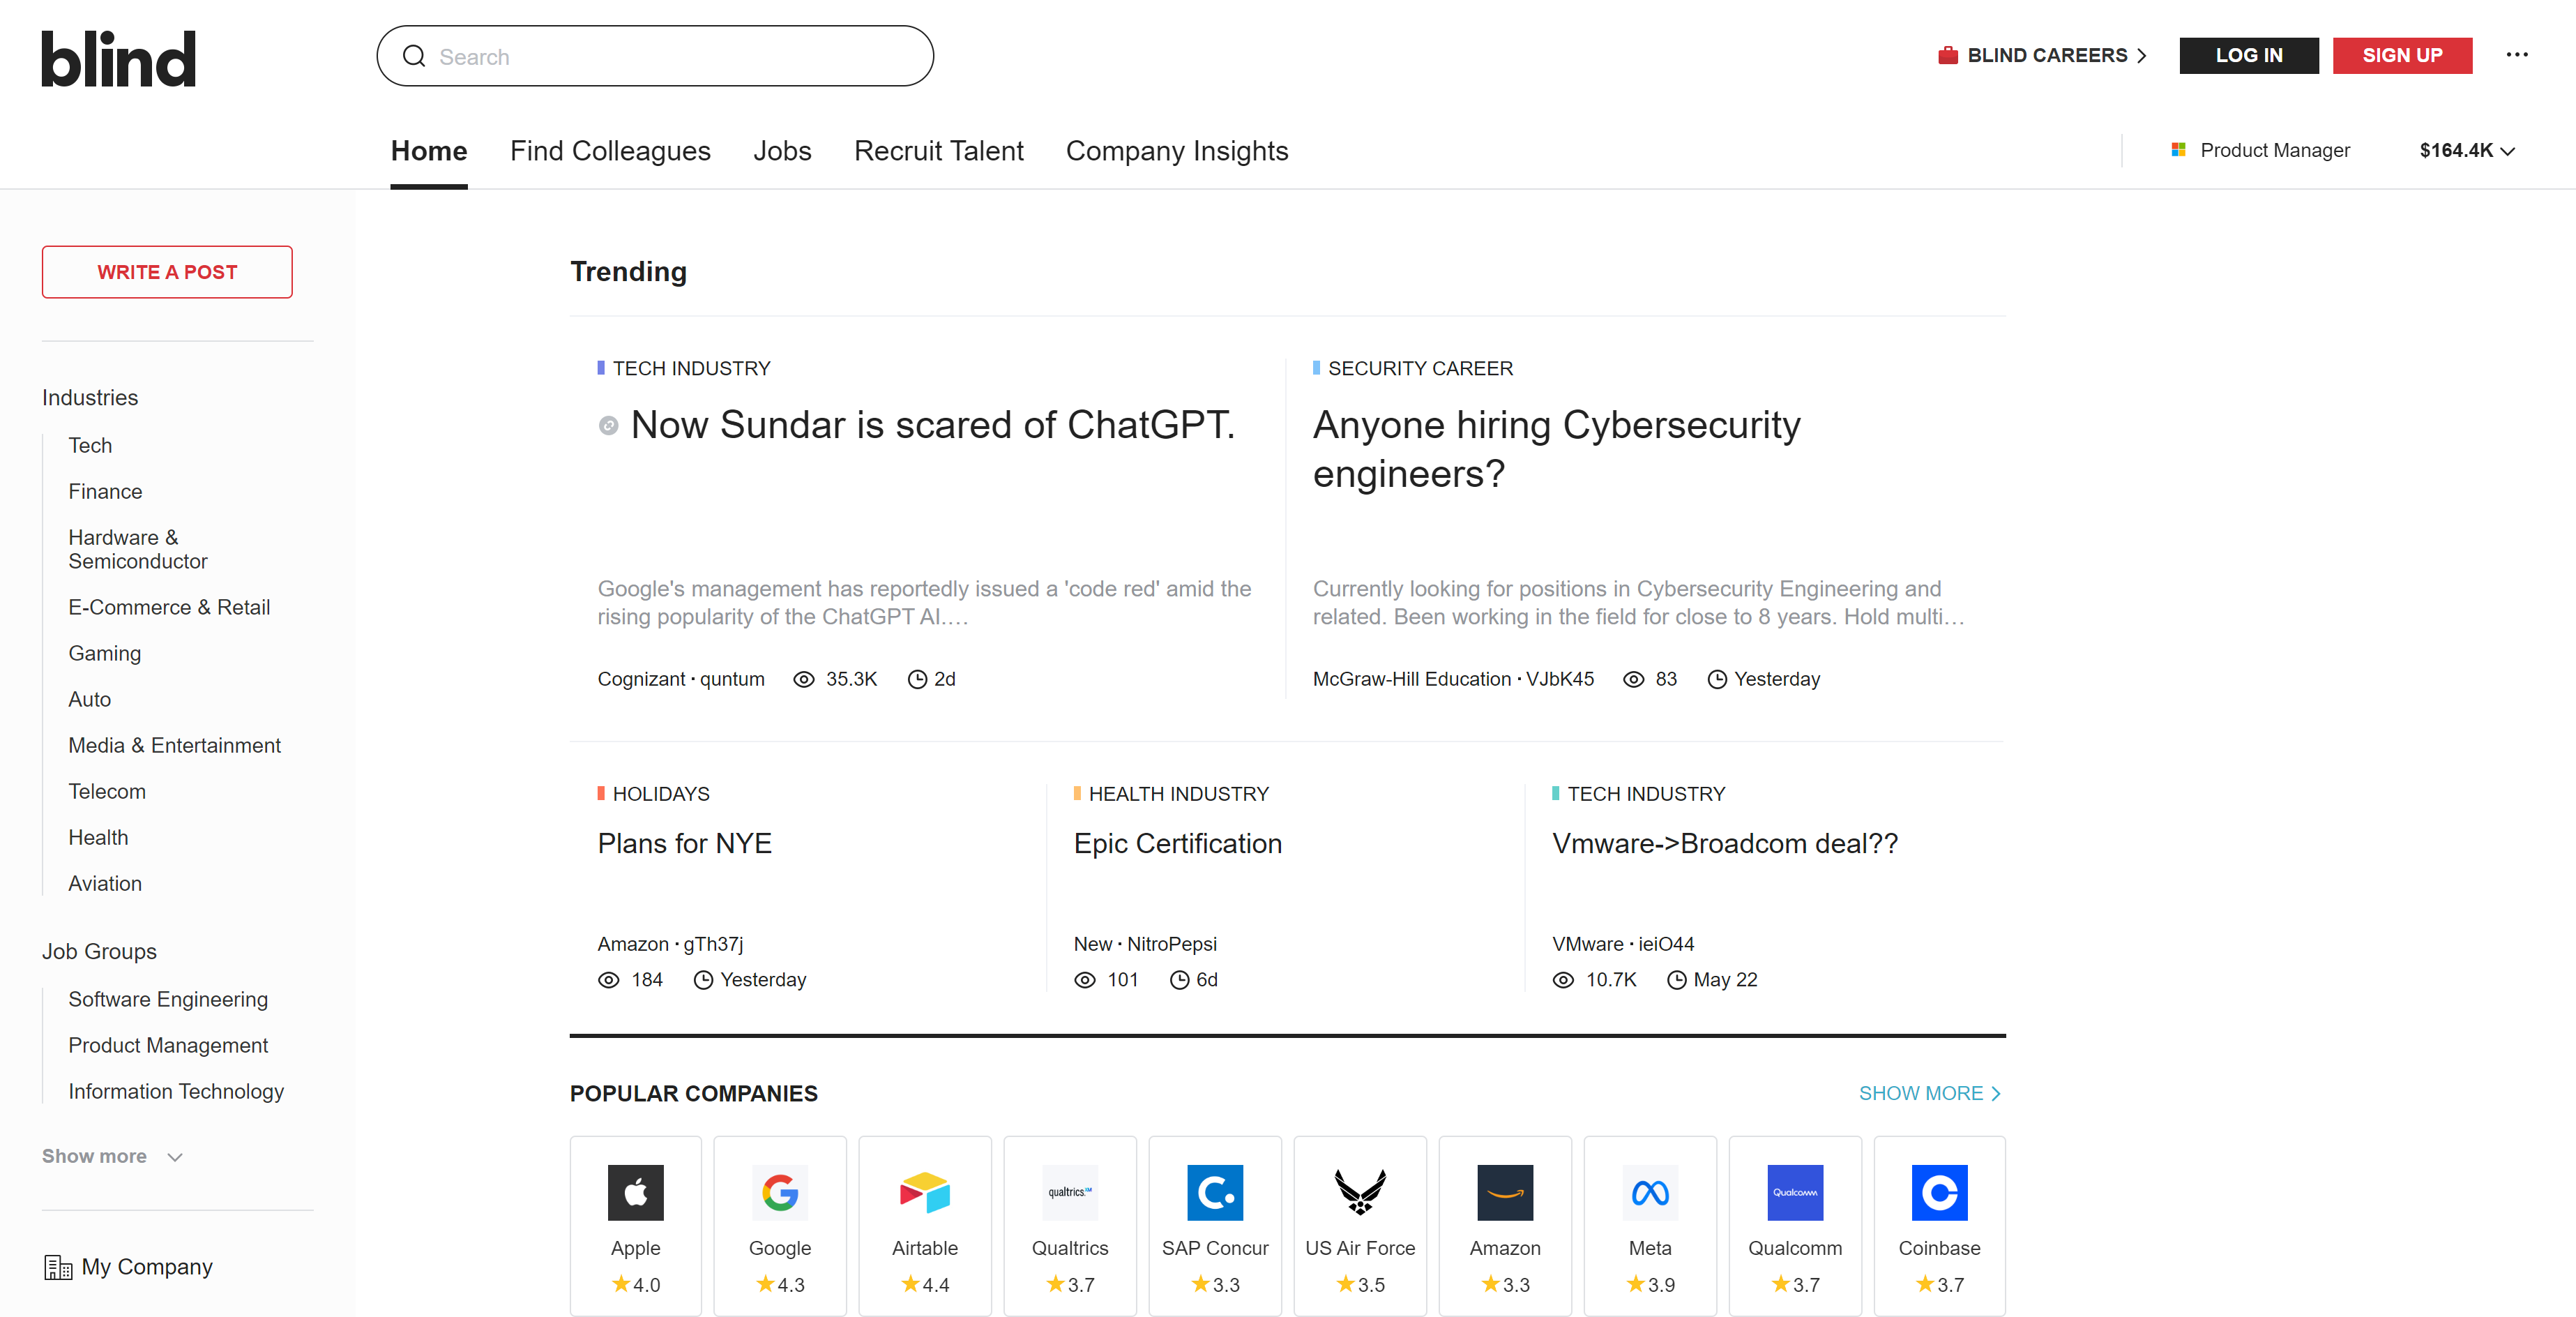 blind
Search
BLIND CAREERS
LOG IN
SIGN UP
Home
Find Colleagues
Jobs
Recruit Talent
Company Insights
Product Manager
$164.4K
WRITE A POST
Industries
Tech
Finance
Hardware &
Semiconductor
E-Commerce & Retail
Gaming
Auto
Media & Entertainment
Telecom
Health
Aviation
Job Groups
Software Engineering
Product Management
Information Technology
Show more
My Company
Trending
TECH INDUSTRY
Now Sundar is scared of ChatGPT.
Google's management has reportedly issued a 'code red' amid the
rising popularity of the ChatGPT AI.…
Cognizant · quntum 35.3K 2d
SECURITY CAREER
Anyone hiring Cybersecurity
engineers?
Currently looking for positions in Cybersecurity Engineering and
related. Been working in the field for close to 8 years. Hold multi…
McGraw-Hill Education · VJbK45 83 Yesterday
HOLIDAYS
Plans for NYE
Amazon · gTh37j
184 Yesterday
HEALTH INDUSTRY
Epic Certification
New · NitroPepsi
101 6d
TECH INDUSTRY
Vmware->Broadcom deal??
VMware · ieiO44
10.7K May 22
POPULAR COMPANIES
SHOW MORE
Apple
4.0
Google
4.3
Airtable
4.4
qualtrics.XM
Qualtrics
3.7
SAP Concur
3.3
US Air Force
3.5
Amazon
3.3
Meta
3.9
Qualcomm
Qualcomm
3.7
Coinbase
3.7